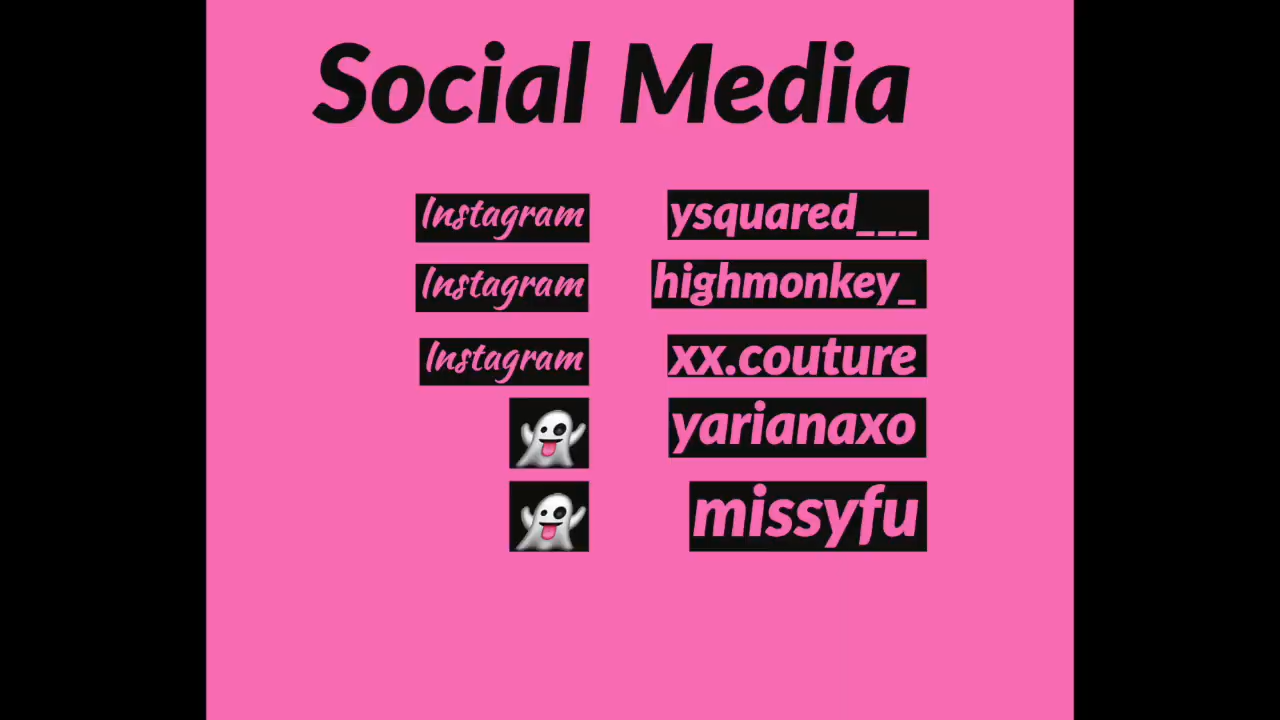 Social Media
Instagram ysquared___
Instagram highmonkey_
Instagram xx.couture
yarianaxo
missyfu